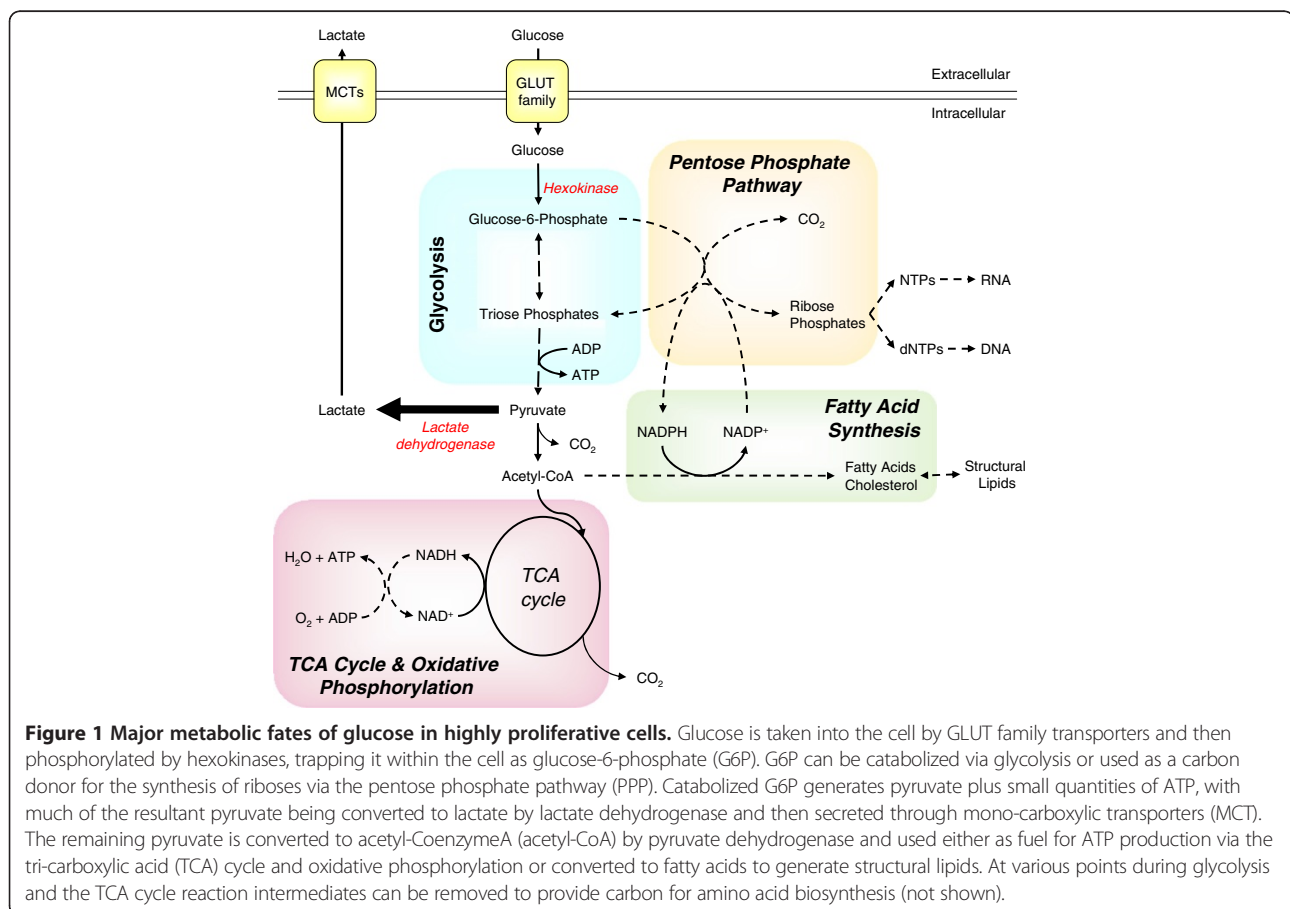 Lactate
Glucose
MCTs
GLUT
family
Extracellular
Intracellular
Glucose
Pentose Phosphate
Pathway
Hexokinase
Glucose-6-Phosphate
CO₂
Glycolysis
Triose Phosphates
Ribose
Phosphates
NTPs
RNA
dNTPs
DNA
ADP
ATP
Lactate
Pyruvate
Lactate
dehydrogenase
CO₂
Fatty Acid
Synthesis
NADPH
NADP⁺
Acetyl-CoA
Fatty Acids
Cholesterol
Structural
Lipids
H₂O + ATP
NADH
TCA
cycle
O₂ + ADP
NAD⁺
TCA Cycle & Oxidative
Phosphorylation
CO₂
Figure 1 Major metabolic fates of glucose in highly proliferative cells. Glucose is taken into the cell by GLUT family transporters and then
phosphorylated by hexokinases, trapping it within the cell as glucose-6-phosphate (G6P). G6P can be catabolized via glycolysis or used as a carbon
donor for the synthesis of riboses via the pentose phosphate pathway (PPP). Catabolized G6P generates pyruvate plus small quantities of ATP, with
much of the resultant pyruvate being converted to lactate by lactate dehydrogenase and then secreted through mono-carboxylic transporters (MCT).
The remaining pyruvate is converted to acetyl-CoenzymeA (acetyl-CoA) by pyruvate dehydrogenase and used either as fuel for ATP production via the
tri-carboxylic acid (TCA) cycle and oxidative phosphorylation or converted to fatty acids to generate structural lipids. At various points during glycolysis
and the TCA cycle reaction intermediates can be removed to provide carbon for amino acid biosynthesis (not shown).